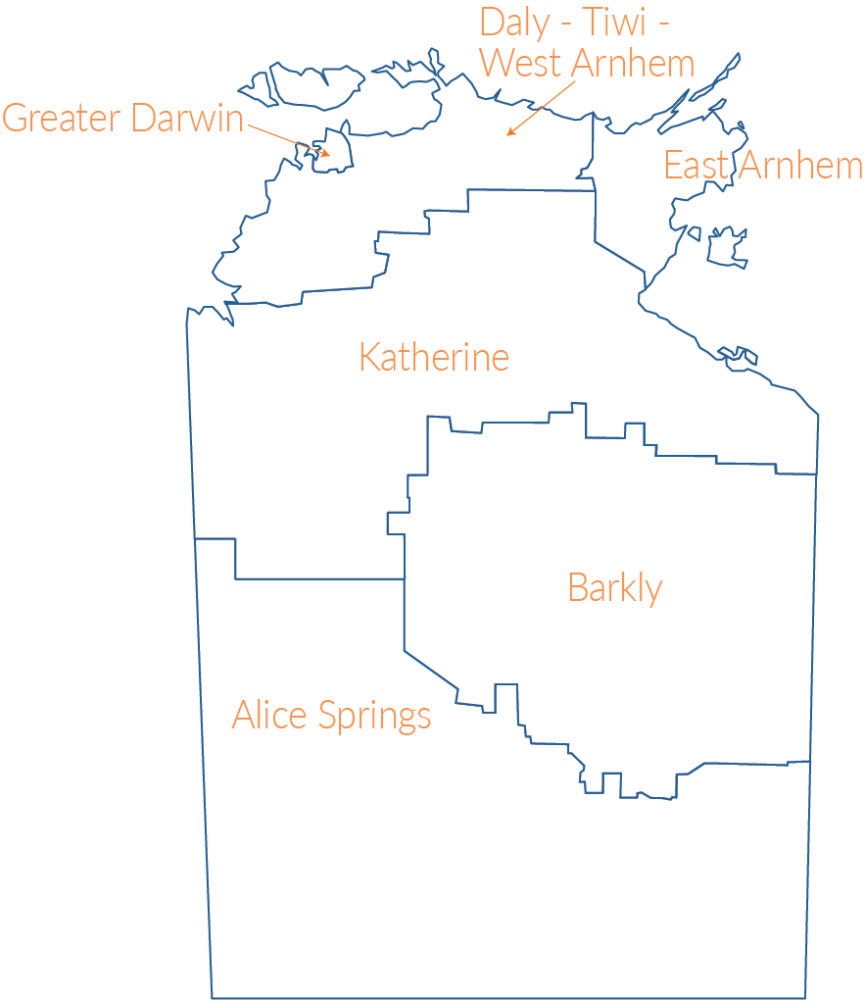 Daly - Tiwi -
West Arnhem
Greater Darwin
East Arnhem
Katherine
Barkly
Alice Springs